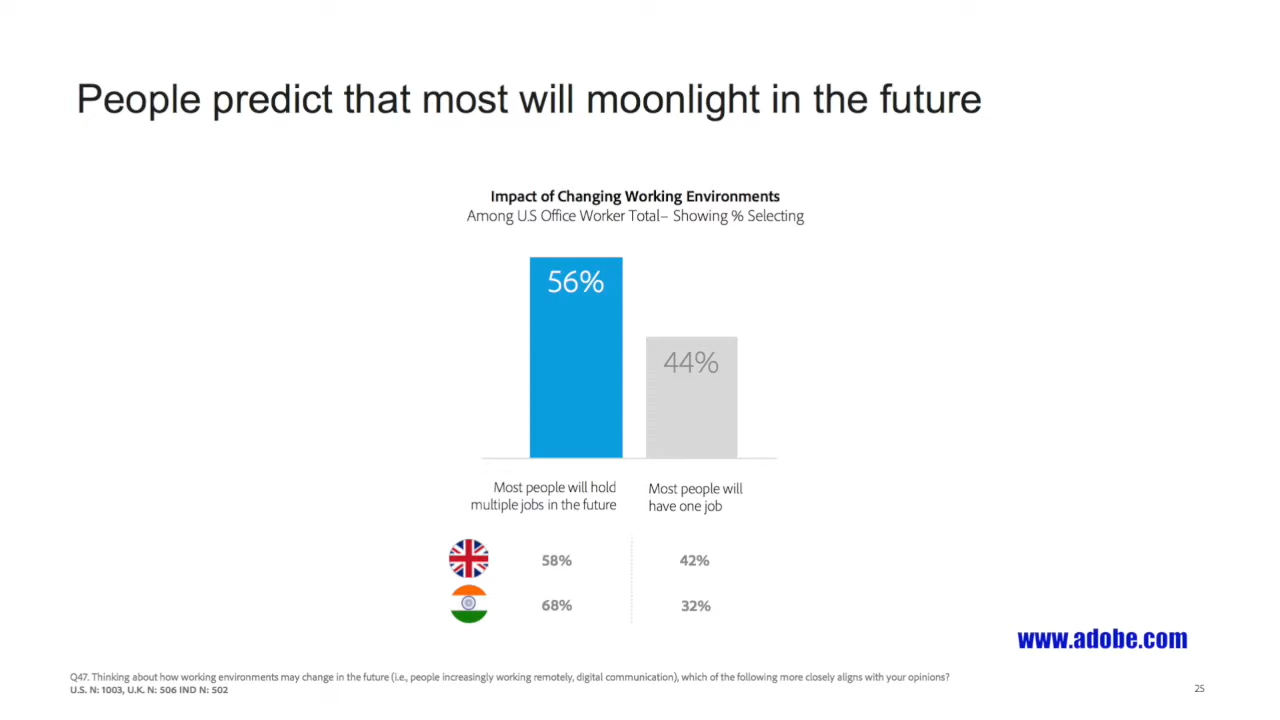 People predict that most will moonlight in the future
Impact of Changing Working Environments
Among U.S Office Worker Total– Showing % Selecting
56%
44%
Most people will hold
multiple jobs in the future
Most people will
have one job
58%
42%
68%
32%
www.adobe.com
Q47. Thinking about how working environments may change in the future (i.e., people increasingly working remotely, digital communication), which of the following more closely aligns with your opinions?
U.S. N: 1003, U.K. N: 506 IND N: 502
25